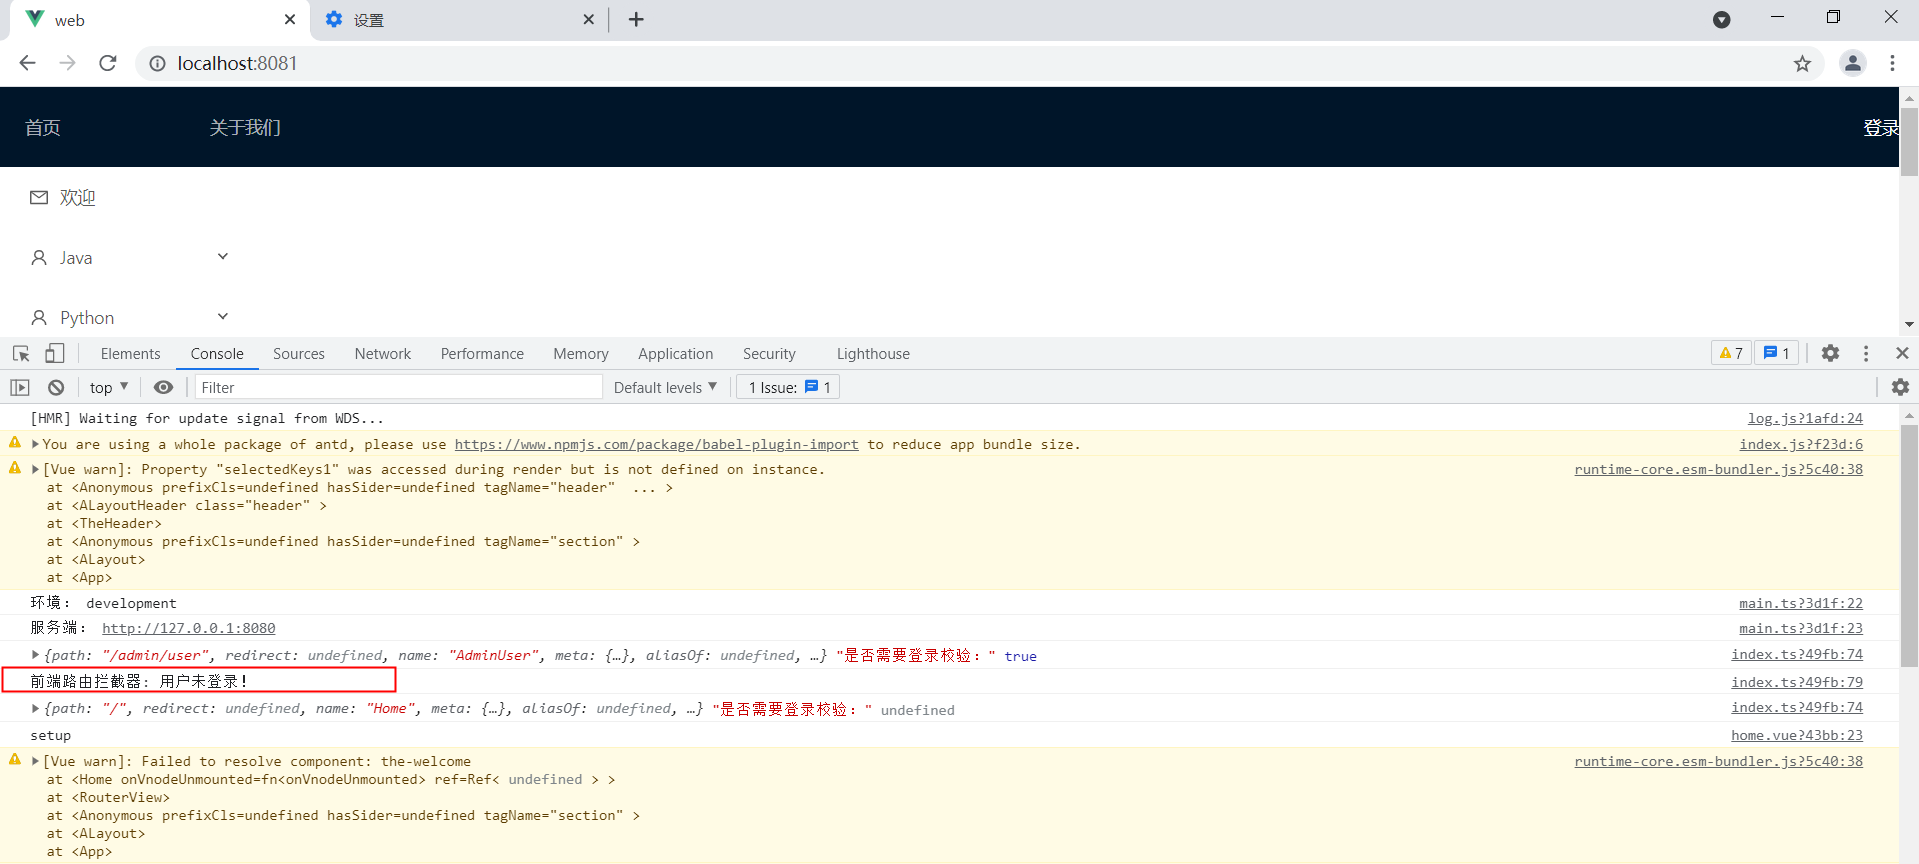 web
设置
localhost:8081
首页 关于我们 登录
欢迎
Java
Python
Elements Console Sources Network Performance Memory Application Security Lighthouse 7 1
top Filter Default levels 1 Issue: 1
[HMR] Waiting for update signal from WDS... log.js?1afd:24
You are using a whole package of antd, please use https://www.npmjs.com/package/babel-plugin-import to reduce app bundle size. index.js?f23d:6
[Vue warn]: Property "selectedKeys1" was accessed during render but is not defined on instance. runtime-core.esm-bundler.js?5c40:38
at <Anonymous prefixCls=undefined hasSider=undefined tagName="header" ... >
at <ALayoutHeader class="header" >
at <TheHeader>
at <Anonymous prefixCls=undefined hasSider=undefined tagName="section" >
at <ALayout>
at <App>
环境： development main.ts?3d1f:22
服务端： http://127.0.0.1:8080 main.ts?3d1f:23
{path: "/admin/user", redirect: undefined, name: "AdminUser", meta: {…}, aliasOf: undefined, …} "是否需要登录校验：" true index.ts?49fb:74
前端路由拦截器: 用户未登录! index.ts?49fb:79
{path: "/", redirect: undefined, name: "Home", meta: {…}, aliasOf: undefined, …} "是否需要登录校验：" undefined index.ts?49fb:74
setup home.vue?43bb:23
[Vue warn]: Failed to resolve component: the-welcome runtime-core.esm-bundler.js?5c40:38
at <Home onVnodeUnmounted=fn<onVnodeUnmounted> ref=Ref< undefined > >
at <RouterView>
at <Anonymous prefixCls=undefined hasSider=undefined tagName="section" >
at <ALayout>
at <App>